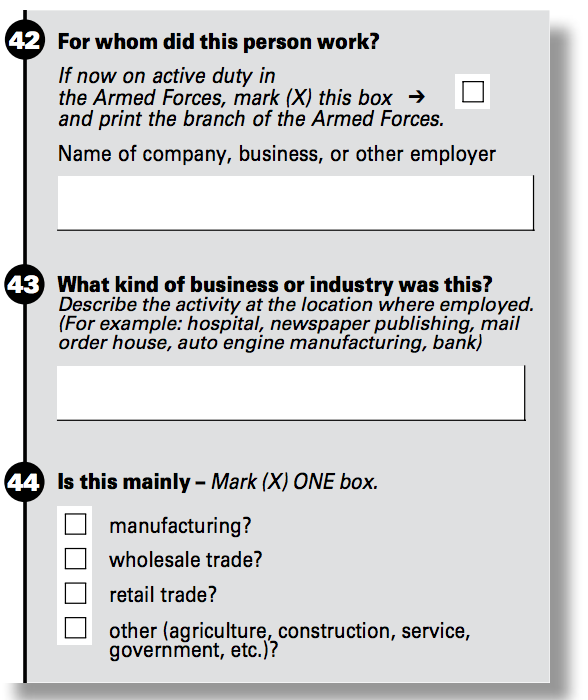 42 For whom did this person work?
If now on active duty in
the Armed Forces, mark (X) this box ➔
and print the branch of the Armed Forces.
Name of company, business, or other employer
43 What kind of business or industry was this?
Describe the activity at the location where employed.
(For example: hospital, newspaper publishing, mail
order house, auto engine manufacturing, bank)
44 Is this mainly – Mark (X) ONE box.
manufacturing?
wholesale trade?
retail trade?
other (agriculture, construction, service,
government, etc.)?